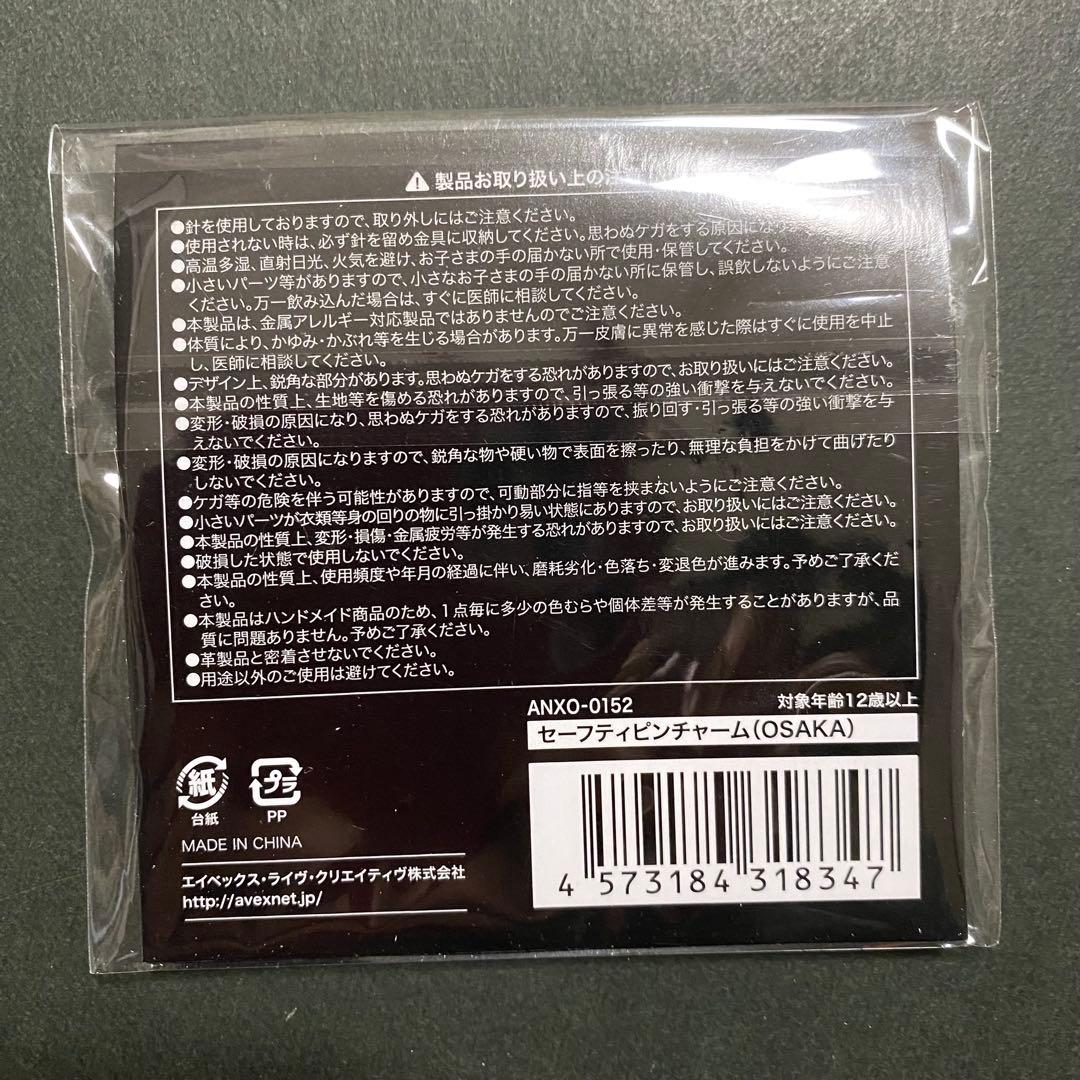 製品お取り扱い上の注
●針を使用しておりますので、取り外しにはご注意ください。
●使用されない時は、必ず針を留め金具に収納してください。思わぬケガをする原因になり
●高温多湿、直射日光、火気を避け、お子さまの手の届かない所で使用・保管してください。
●小さいパーツ等がありますので、小さなお子さまの手の届かない所に保管し、誤飲しないようにご注意
ください。万一飲み込んだ場合は、すぐに医師に相談してください。
●本製品は、金属アレルギー対応製品ではありませんのでご注意ください。
●体質により、かゆみ・かぶれ等を生じる場合があります。万一皮膚に異常を感じた際はすぐに使用を中止
し、医師に相談してください。
●デザイン上、鋭角な部分があります。思わぬケガをする恐れがありますので、お取り扱いにはご注意ください。
●本製品の性質上、生地等を傷める恐れがありますので、引っ張る等の強い衝撃を与えないでください。
●変形・破損の原因になり、思わぬケガをする恐れがありますので、振り回す・引っ張る等の強い衝撃を与
えないでください。
●変形・破損の原因になりますので、鋭角な物や硬い物で表面を擦ったり、無理な負担をかけて曲げたり
しないでください。
●ケガ等の危険を伴う可能性がありますので、可動部分に指等を挟まないようにご注意ください。
●小さいパーツが衣類等身の回りの物に引っ掛かり易い状態にありますので、お取り扱いにはご注意ください。
●本製品の性質上、変形・損傷・金属疲労等が発生する恐れがありますので、お取り扱いにはご注意ください。
●破損した状態で使用しないでください。
●本製品の性質上、使用頻度や年月の経過に伴い、磨耗劣化・色落ち・変退色が進みます。予めご了承くだ
さい。
●本製品はハンドメイド商品のため、1点毎に多少の色むらや個体差等が発生することがありますが、品
質に問題ありません。予めご了承ください。
●革製品と密着させないでください。
●用途以外のご使用は避けてください。
ANXO-0152 対象年齢12歳以上
セーフティピンチャーム(OSAKA)
紙 プラ
台紙 PP
MADE IN CHINA
エイベックス・ライヴ・クリエイティヴ株式会社
http://avexnet.jp/
4 573184 318347